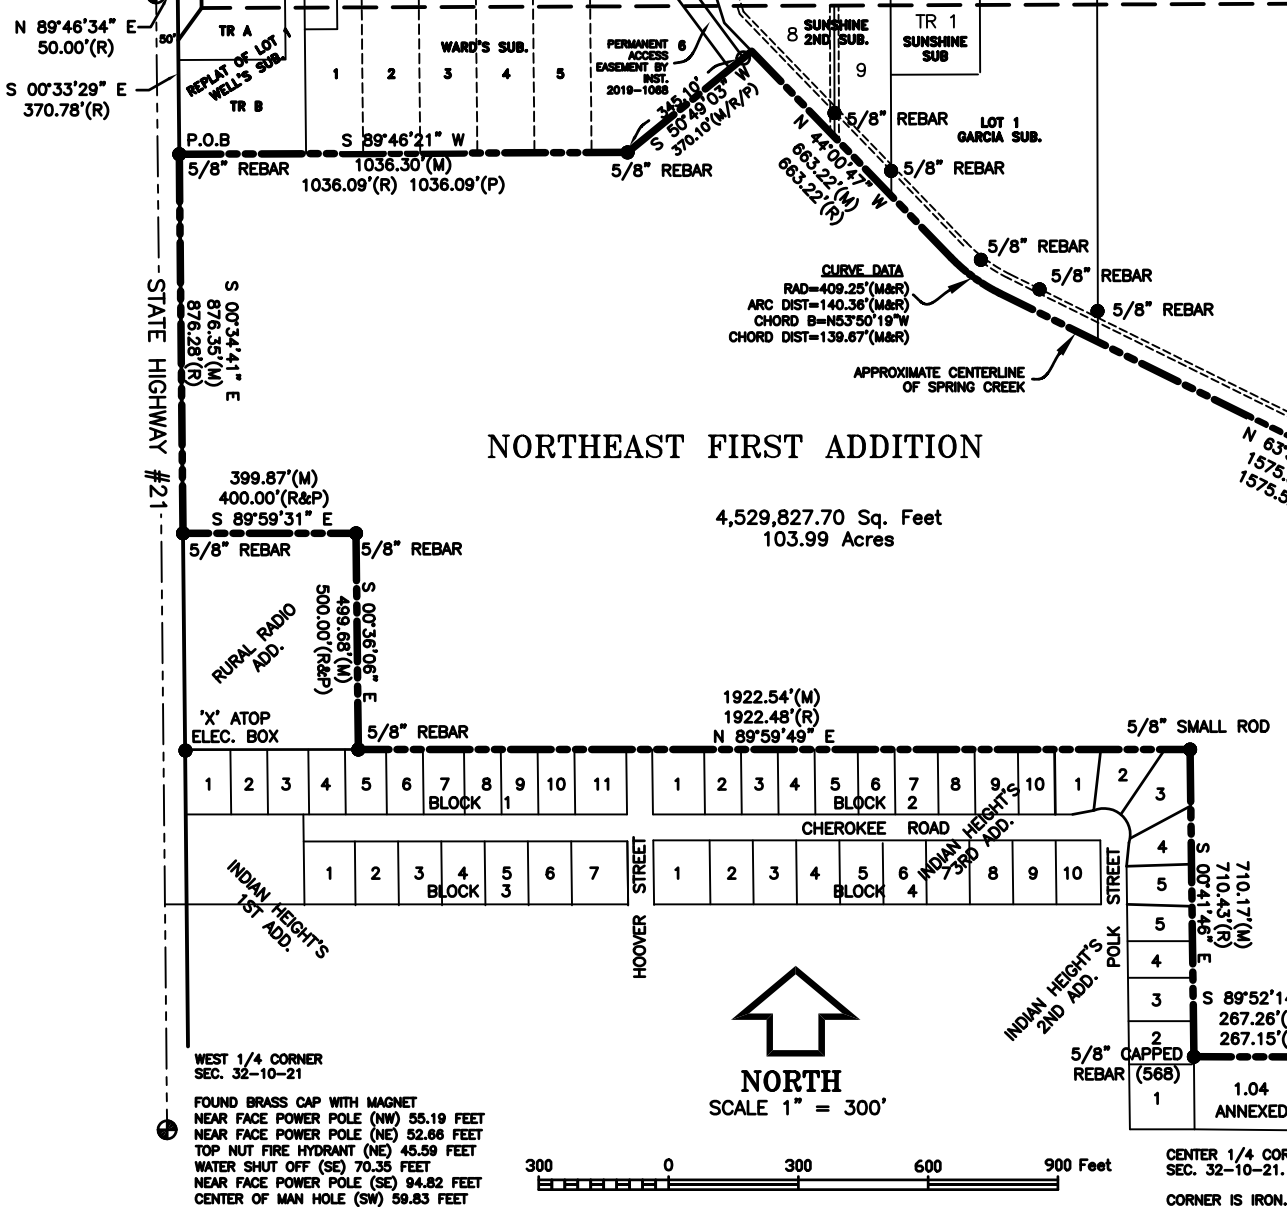 N 89°46'34" E
50.00'(R)
50'
S 00°33'29" E
370.78'(R)
TR A
REPLAT OF LOT 1
WELL'S SUB.
TR B
WARD'S SUB.
1 2 3 4 5
PERMANENT 6
ACCESS
EASEMENT BY
INST.
2019-1068
8
SUNSHINE
2ND SUB.
9
TR 1
SUNSHINE
SUB
LOT 1
GARCIA SUB.
345.10'
S 50°49'03" W
370.10'(M/R/P)
P.O.B
5/8" REBAR
S 89°46'21" W
1036.30'(M)
1036.09'(R) 1036.09'(P)
5/8" REBAR
5/8" REBAR
5/8" REBAR
N 44°00'47" W
663.22'(M)
663.22'(R)
5/8" REBAR
5/8" REBAR
5/8" REBAR
CURVE DATA
RAD=409.25'(M&R)
ARC DIST=140.36'(M&R)
CHORD B=N53°50'19"W
CHORD DIST=139.67'(M&R)
APPROXIMATE CENTERLINE
OF SPRING CREEK
N 63°
1575.
1575.5
STATE HIGHWAY #21
S 00°34'41" E
876.35'(M)
876.28'(R)
NORTHEAST FIRST ADDITION
4,529,827.70 Sq. Feet
103.99 Acres
399.87'(M)
400.00'(R&P)
S 89°59'31" E
5/8" REBAR
5/8" REBAR
S 00°36'06" E
499.68'(M)
500.00'(R&P)
RURAL RADIO
ADD.
'X' ATOP
ELEC. BOX
5/8" REBAR
1922.54'(M)
1922.48'(R)
N 89°59'49" E
5/8" SMALL ROD
1 2 3 4 5 6 7 8 9 10 11
BLOCK 1
1 2 3 4 5 6 7 8 9 10 1 2 3
BLOCK 2
CHEROKEE ROAD
INDIAN HEIGHT'S
3RD ADD.
1 2 3 4 5 6 7
BLOCK 3
1 2 3 4 5 6 7 8 9 10
BLOCK 4
4
5
5
4
3
2
1
HOOVER STREET
POLK STREET
INDIAN HEIGHT'S
1ST ADD.
INDIAN HEIGHT'S
2ND ADD.
S 00°41'46" E
710.17'(M)
710.43'(R)
S 89°52'14
267.26'(
267.15'(
5/8" CAPPED
REBAR (568)
1.04
ANNEXED
NORTH
SCALE 1" = 300'
300 0 300 600 900 Feet
WEST 1/4 CORNER
SEC. 32-10-21
FOUND BRASS CAP WITH MAGNET
NEAR FACE POWER POLE (NW) 55.19 FEET
NEAR FACE POWER POLE (NE) 52.66 FEET
TOP NUT FIRE HYDRANT (NE) 45.59 FEET
WATER SHUT OFF (SE) 70.35 FEET
NEAR FACE POWER POLE (SE) 94.82 FEET
CENTER OF MAN HOLE (SW) 59.83 FEET
CENTER 1/4 COR
SEC. 32-10-21.
CORNER IS IRON.